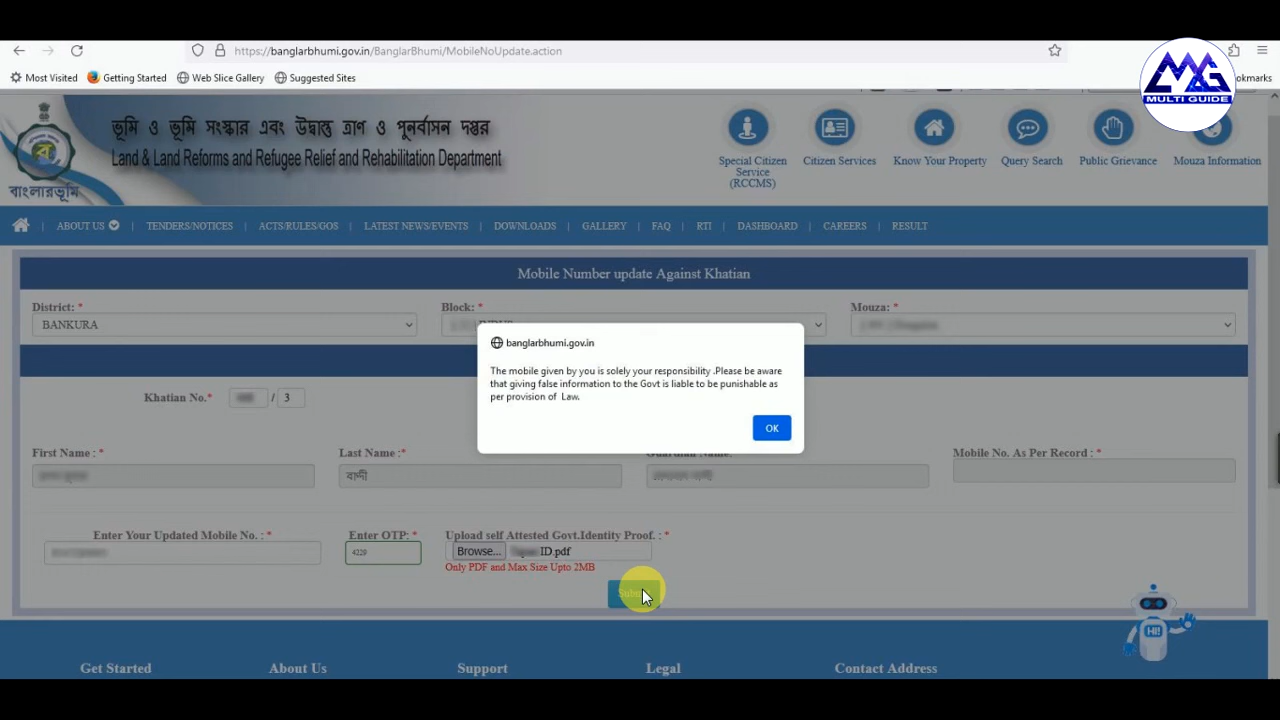 https://banglarbhumi.gov.in/BanglarBhumi/MobileNoUpdate.action
Most Visited
Getting Started
Web Slice Gallery
Suggested Sites
MAG
MULTI GUIDE
ভূমি ও ভূমি সংস্কার এবং উদ্বাস্তু ত্রাণ ও পুনর্বাসন দপ্তর
Land & Land Reforms and Refugee Relief and Rehabilitation Department
বাংলারভূমি
Special Citizen
Service
(RCCMS)
Citizen Services
Know Your Property
Query Search
Public Grievance
Mouza Information
ABOUT US
TENDERS/NOTICES
ACTS/RULES/GOS
LATEST NEWS/EVENTS
DOWNLOADS
GALLERY
FAQ
RTI
DASHBOARD
CAREERS
RESULT
Mobile Number update Against Khatian
District: *
Block: *
Mouza: *
BANKURA
banglarbhumi.gov.in
The mobile given by you is solely your responsibility .Please be aware
that giving false information to the Govt is liable to be punishable as
per provision of Law.
OK
Khatian No.*
/ 3
First Name : *
Last Name :*
Guardian Name:
Mobile No. As Per Record : *
বাদ্দী
Enter Your Updated Mobile No. : *
Enter OTP: *
Upload self Attested Govt.Identity Proof. : *
4329
Browse...
ID.pdf
Only PDF and Max Size Upto 2MB
HI!
Get Started
About Us
Support
Legal
Contact Address